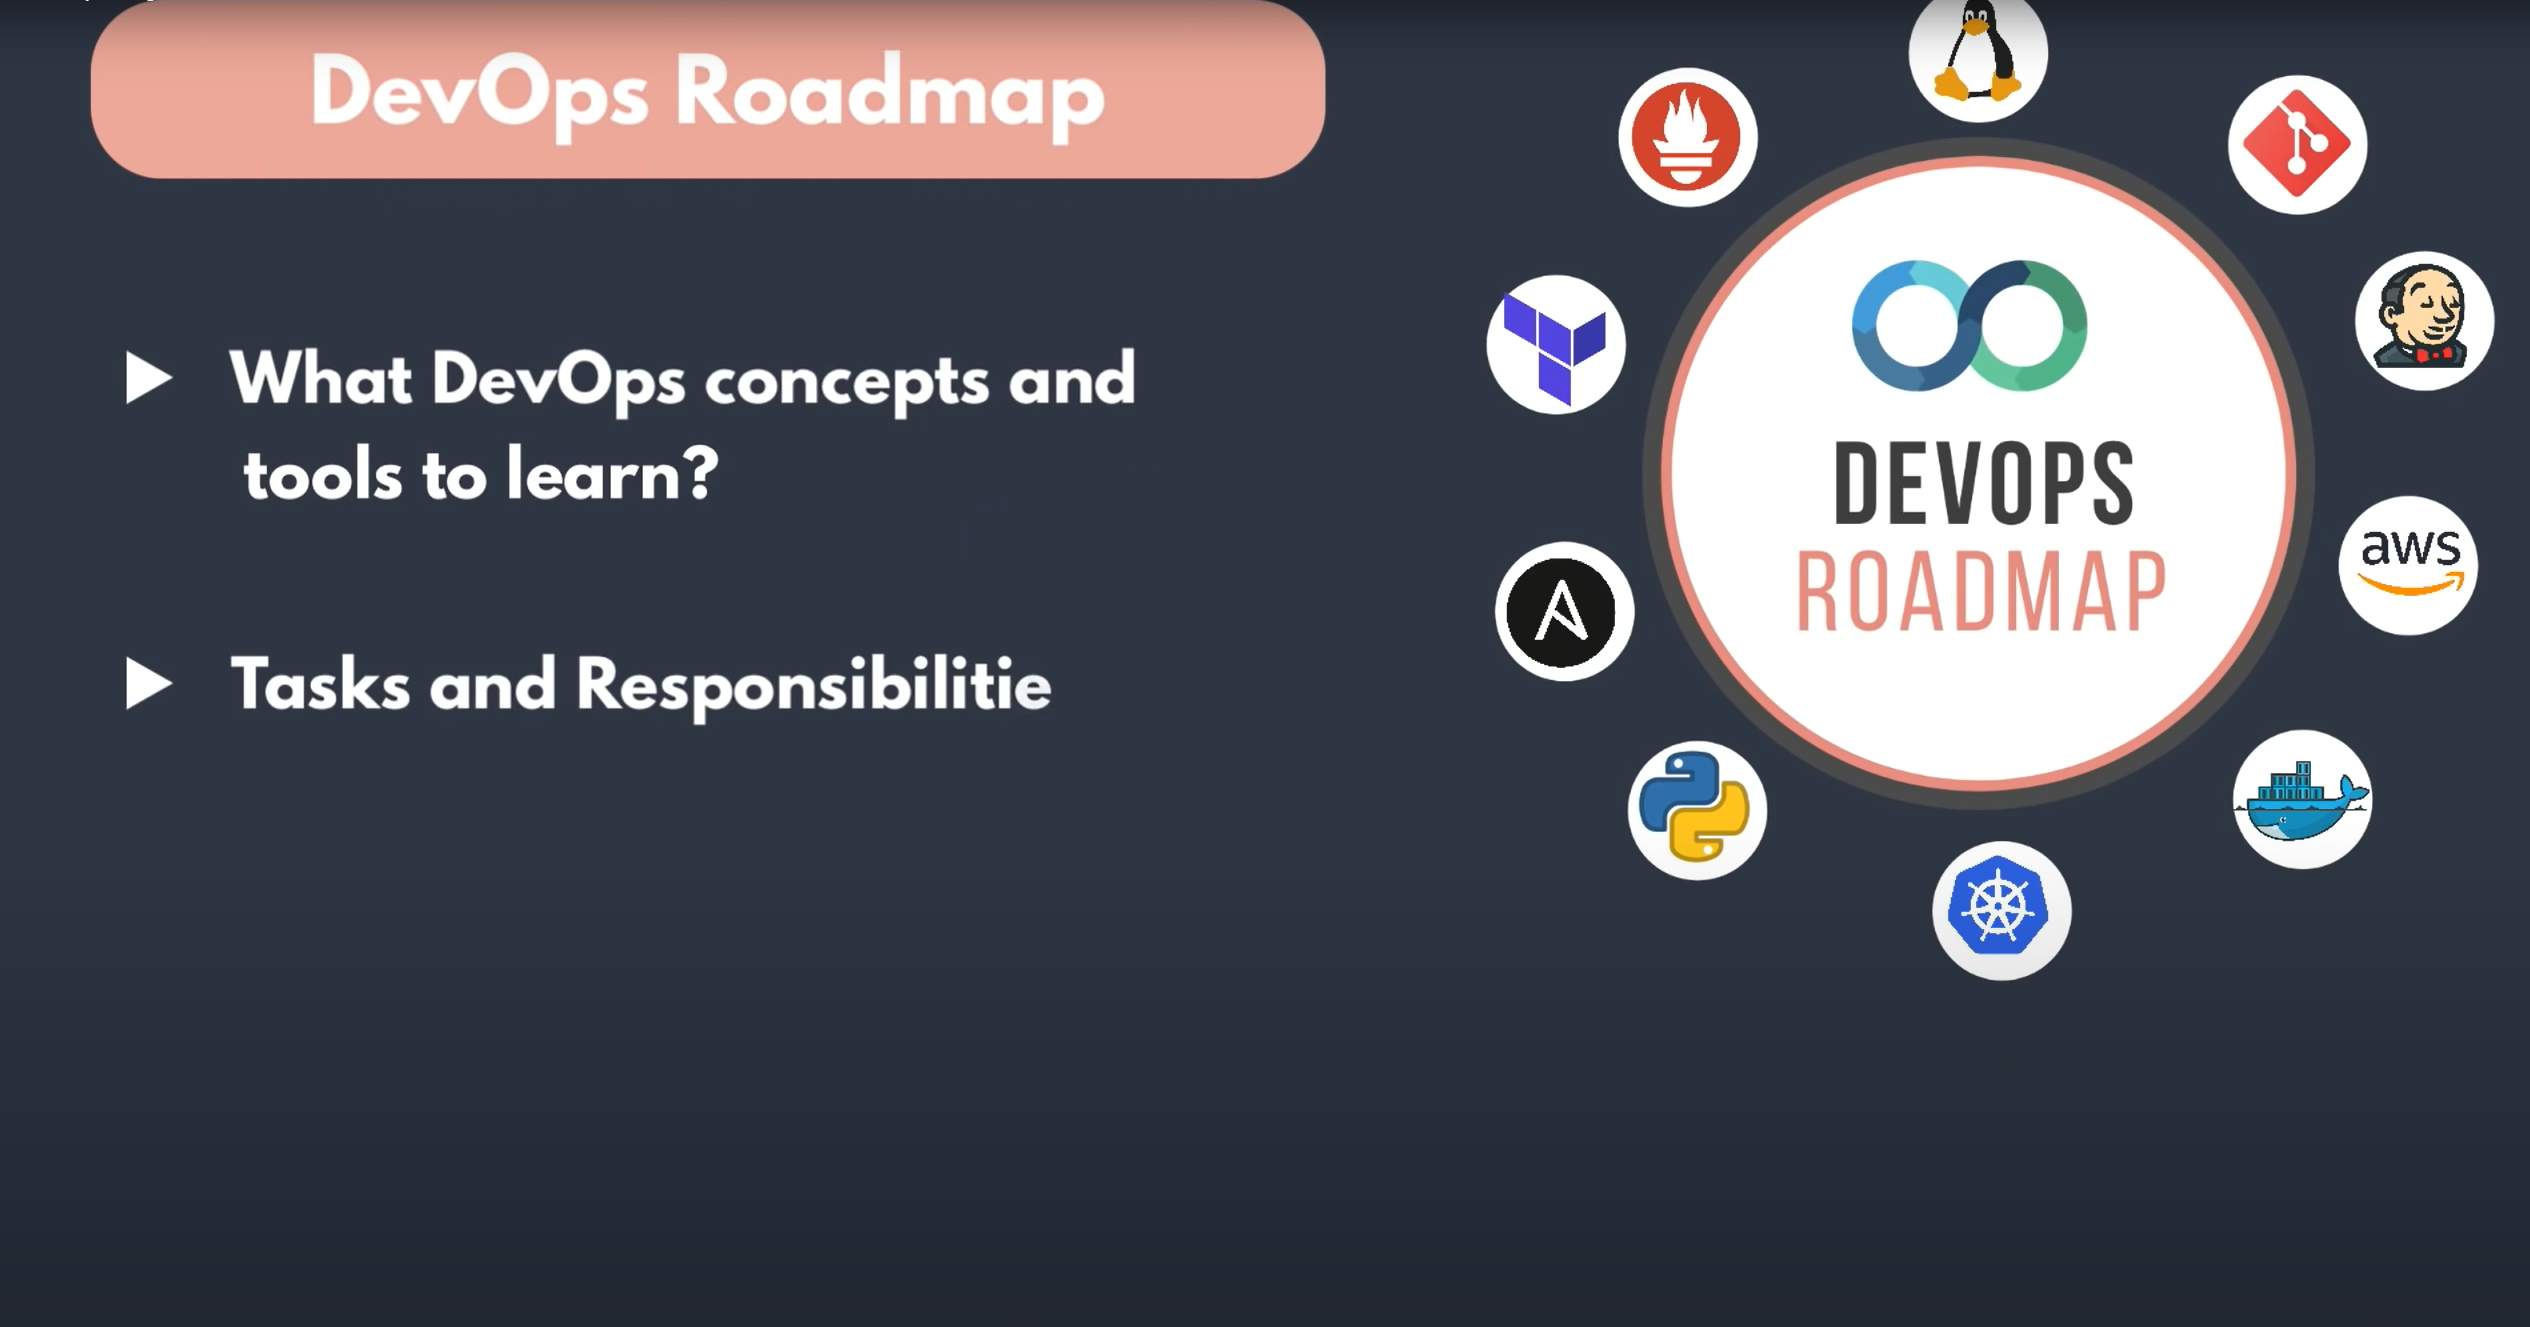 DevOps Roadmap
What DevOps concepts and
tools to learn?
Tasks and Responsibilitie
DEVOPS
ROADMAP
aws